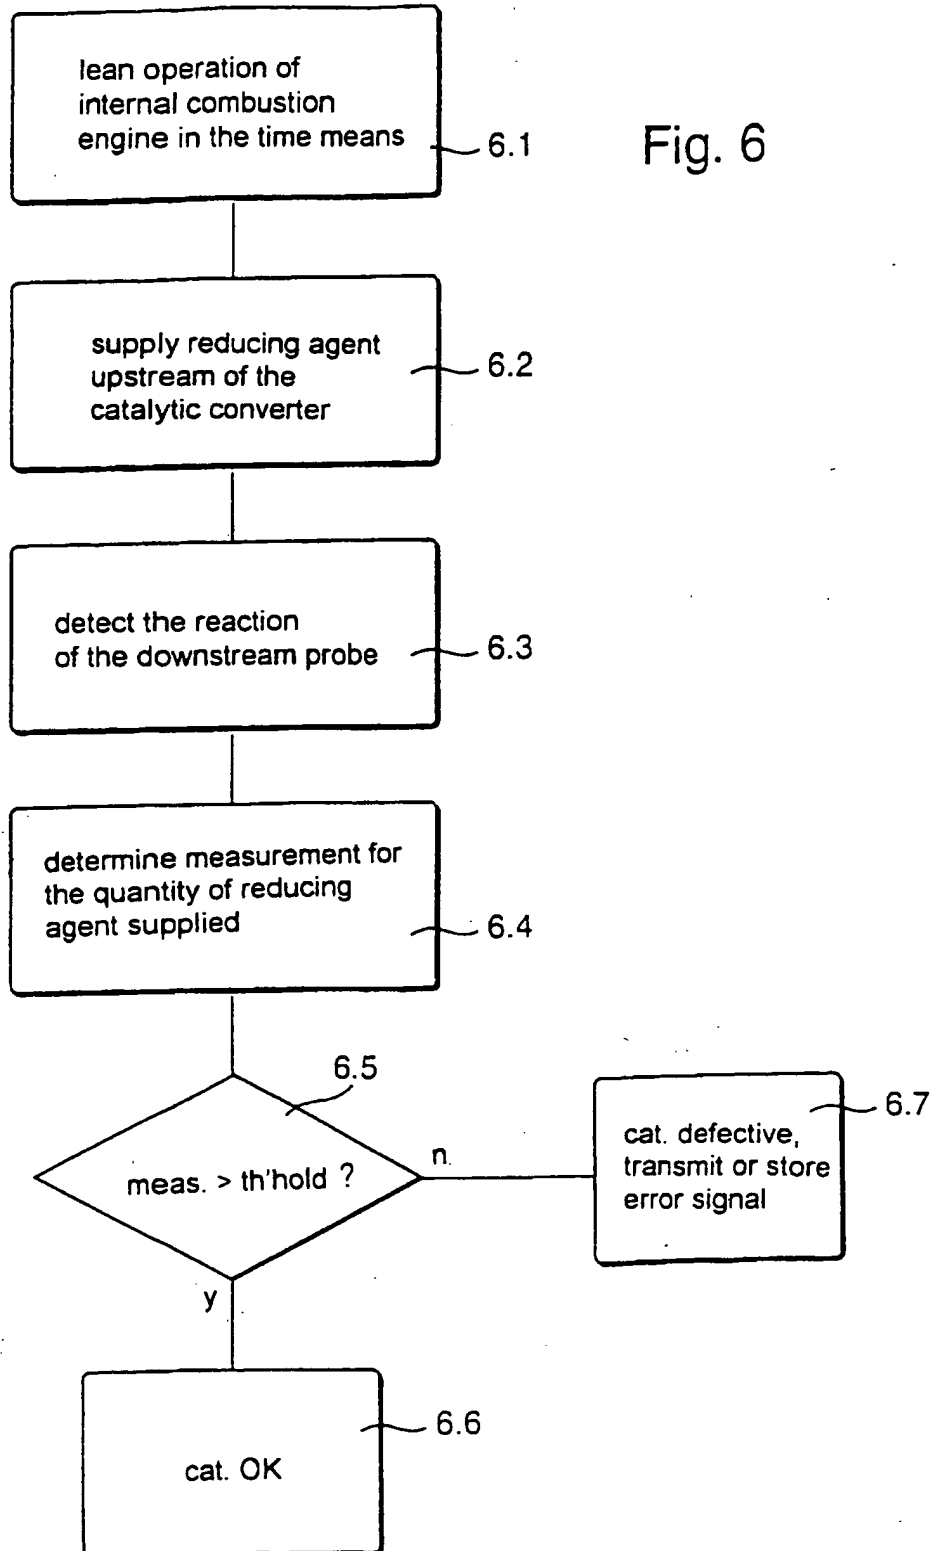 lean operation of
internal combustion
engine in the time means
6.1
Fig. 6
supply reducing agent
upstream of the
catalytic converter
6.2
detect the reaction
of the downstream probe
6.3
determine measurement for
the quantity of reducing
agent supplied
6.4
6.5
meas. > th'hold ?
n
y
cat. defective,
transmit or store
error signal
6.7
cat. OK
6.6